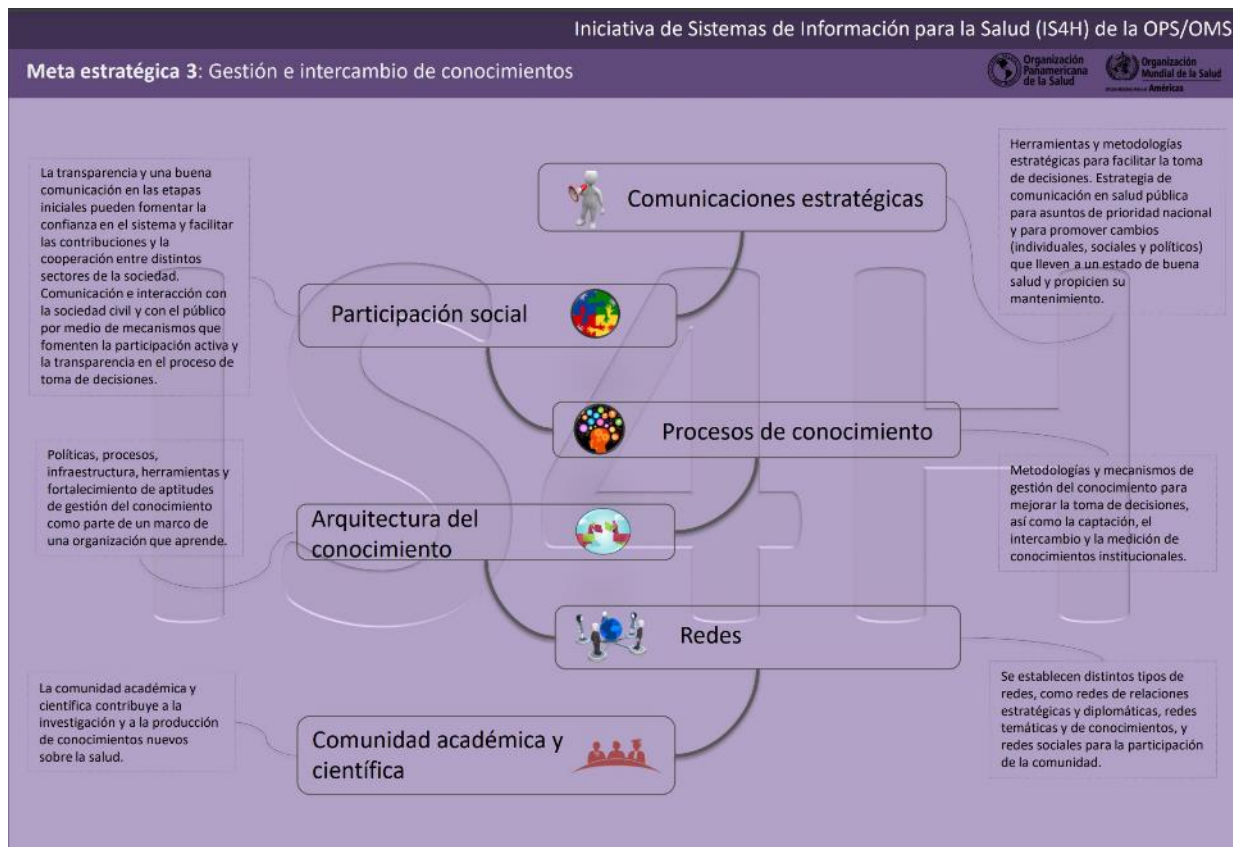 Iniciativa de Sistemas de Información para la Salud (IS4H) de la OPS/OMS
Meta estratégica 3: Gestión e intercambio de conocimientos
Organización
Panamericana
de la Salud
Organización
Mundial de la Salud
Américas
Comunicaciones estratégicas
Herramientas y metodologías
estratégicas para facilitar la toma
de decisiones. Estrategia de
comunicación en salud pública
para asuntos de prioridad nacional
y para promover cambios
(individuales, sociales y políticos)
que lleven a un estado de buena
salud y propicien su
mantenimiento.
La transparencia y una buena
comunicación en las etapas
iniciales pueden fomentar la
confianza en el sistema y facilitar
las contribuciones y la
cooperación entre distintos
sectores de la sociedad.
Comunicación e interacción con
la sociedad civil y con el público
por medio de mecanismos que
fomenten la participación activa y
la transparencia en el proceso de
toma de decisiones.
Participación social
Procesos de conocimiento
Metodologías y mecanismos de
gestión del conocimiento para
mejorar la toma de decisiones,
así como la captación, el
intercambio y la medición de
conocimientos institucionales.
Políticas, procesos,
infraestructura, herramientas y
fortalecimiento de aptitudes
de gestión del conocimiento
como parte de un marco de
una organización que aprende.
Arquitectura del
conocimiento
Redes
Se establecen distintos tipos de
redes, como redes de relaciones
estratégicas y diplomáticas, redes
temáticas y de conocimientos, y
redes sociales para la participación
de la comunidad.
La comunidad académica y
científica contribuye a la
investigación y a la producción
de conocimientos nuevos
sobre la salud.
Comunidad académica y
científica
IS4H